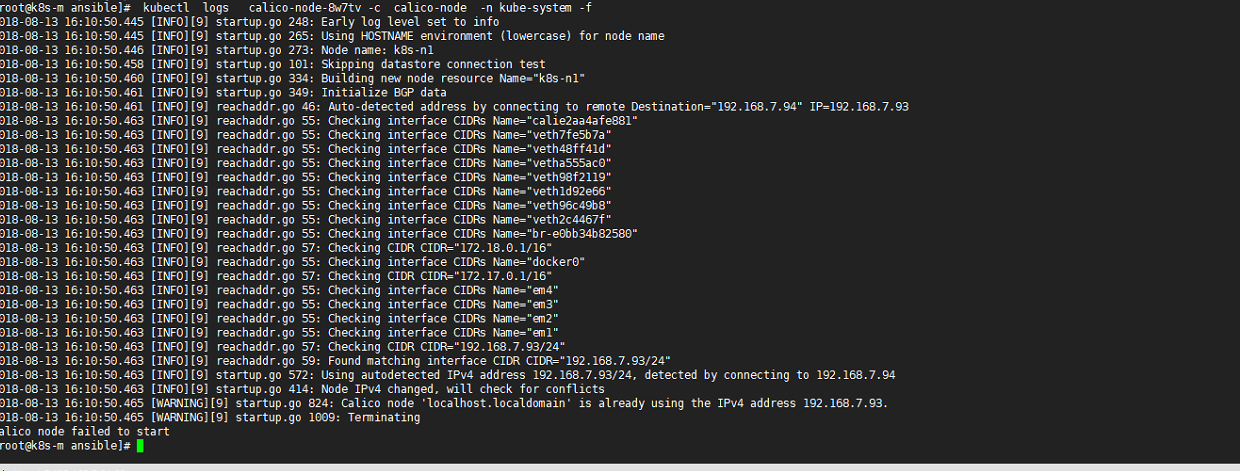 root@k8s-m ansible]# kubectl logs calico-node-8w7tv -c calico-node -n kube-system -f
018-08-13 16:10:50.445 [INFO][9] startup.go 248: Early log level set to info
018-08-13 16:10:50.445 [INFO][9] startup.go 265: Using HOSTNAME environment (lowercase) for node name
018-08-13 16:10:50.446 [INFO][9] startup.go 273: Node name: k8s-n1
018-08-13 16:10:50.458 [INFO][9] startup.go 101: Skipping datastore connection test
018-08-13 16:10:50.460 [INFO][9] startup.go 334: Building new node resource Name="k8s-n1"
018-08-13 16:10:50.461 [INFO][9] startup.go 349: Initialize BGP data
018-08-13 16:10:50.461 [INFO][9] reachaddr.go 46: Auto-detected address by connecting to remote Destination="192.168.7.94" IP=192.168.7.93
018-08-13 16:10:50.463 [INFO][9] reachaddr.go 55: Checking interface CIDRs Name="calie2aa4afe881"
018-08-13 16:10:50.463 [INFO][9] reachaddr.go 55: Checking interface CIDRs Name="veth7fe5b7a"
018-08-13 16:10:50.463 [INFO][9] reachaddr.go 55: Checking interface CIDRs Name="veth48ff41d"
018-08-13 16:10:50.463 [INFO][9] reachaddr.go 55: Checking interface CIDRs Name="vetha555ac0"
018-08-13 16:10:50.463 [INFO][9] reachaddr.go 55: Checking interface CIDRs Name="veth98f2119"
018-08-13 16:10:50.463 [INFO][9] reachaddr.go 55: Checking interface CIDRs Name="veth1d92e66"
018-08-13 16:10:50.463 [INFO][9] reachaddr.go 55: Checking interface CIDRs Name="veth96c49b8"
018-08-13 16:10:50.463 [INFO][9] reachaddr.go 55: Checking interface CIDRs Name="veth2c4467f"
018-08-13 16:10:50.463 [INFO][9] reachaddr.go 55: Checking interface CIDRs Name="br-e0bb34b82580"
018-08-13 16:10:50.463 [INFO][9] reachaddr.go 57: Checking CIDR CIDR="172.18.0.1/16"
018-08-13 16:10:50.463 [INFO][9] reachaddr.go 55: Checking interface CIDRs Name="docker0"
018-08-13 16:10:50.463 [INFO][9] reachaddr.go 57: Checking CIDR CIDR="172.17.0.1/16"
018-08-13 16:10:50.463 [INFO][9] reachaddr.go 55: Checking interface CIDRs Name="em4"
018-08-13 16:10:50.463 [INFO][9] reachaddr.go 55: Checking interface CIDRs Name="em3"
018-08-13 16:10:50.463 [INFO][9] reachaddr.go 55: Checking interface CIDRs Name="em2"
018-08-13 16:10:50.463 [INFO][9] reachaddr.go 55: Checking interface CIDRs Name="em1"
018-08-13 16:10:50.463 [INFO][9] reachaddr.go 57: Checking CIDR CIDR="192.168.7.93/24"
018-08-13 16:10:50.463 [INFO][9] reachaddr.go 59: Found matching interface CIDR CIDR="192.168.7.93/24"
018-08-13 16:10:50.463 [INFO][9] startup.go 572: Using autodetected IPv4 address 192.168.7.93/24, detected by connecting to 192.168.7.94
018-08-13 16:10:50.463 [INFO][9] startup.go 414: Node IPv4 changed, will check for conflicts
018-08-13 16:10:50.465 [WARNING][9] startup.go 824: Calico node 'localhost.localdomain' is already using the IPv4 address 192.168.7.93.
018-08-13 16:10:50.465 [WARNING][9] startup.go 1009: Terminating
alico node failed to start
root@k8s-m ansible]#